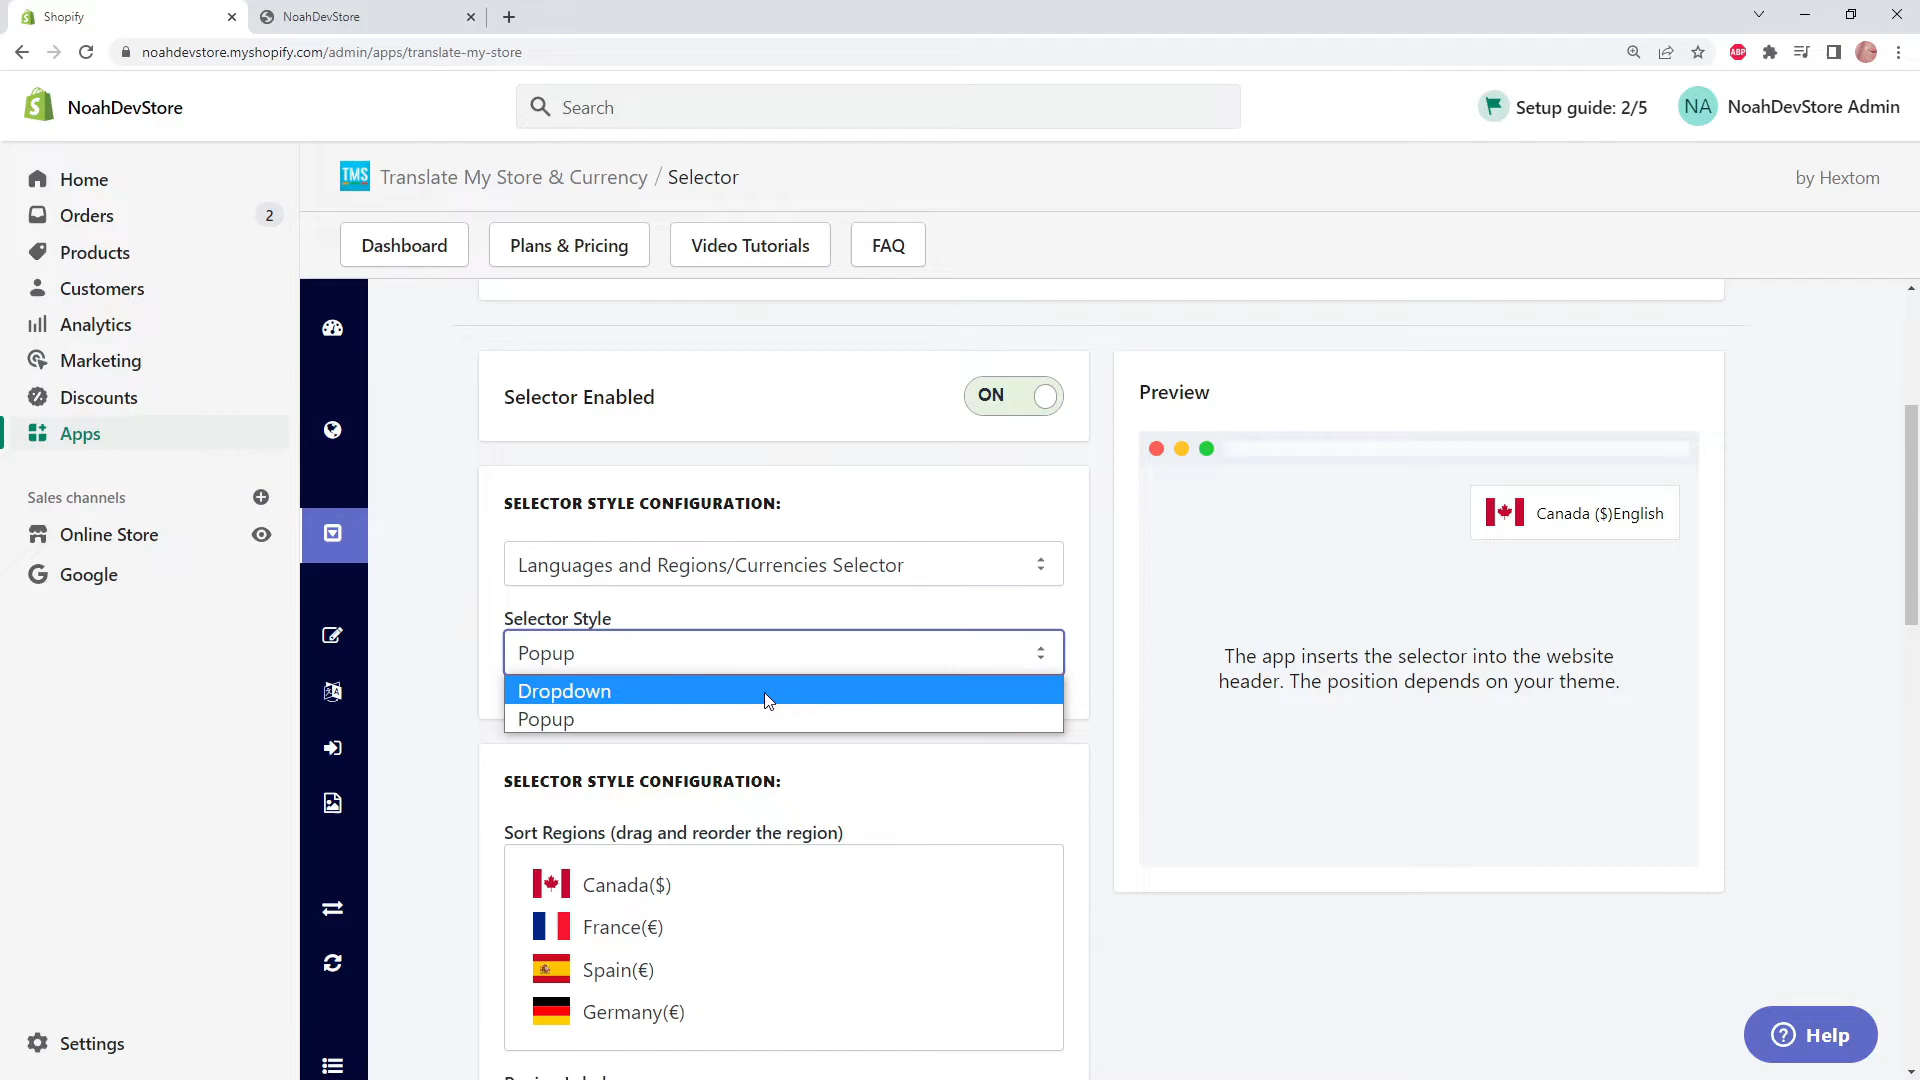 Shopify
NoahDevStore
noahdevstore.myshopify.com/admin/apps/translate-my-store
ABP
NoahDevStore
Search
Setup guide: 2/5
NA
NoahDevStore Admin
Home
Orders
2
Products
Customers
Analytics
Marketing
Discounts
Apps
Sales channels
Online Store
Google
Settings
TMS
Translate My Store & Currency / Selector
by Hextom
Dashboard
Plans & Pricing
Video Tutorials
FAQ
Selector Enabled
ON
SELECTOR STYLE CONFIGURATION:
Languages and Regions/Currencies Selector
Selector Style
Popup
Dropdown
Popup
SELECTOR STYLE CONFIGURATION:
Sort Regions (drag and reorder the region)
Canada($)
France(€)
Spain(€)
Germany(€)
Preview
Canada ($)English
The app inserts the selector into the website
header. The position depends on your theme.
Help